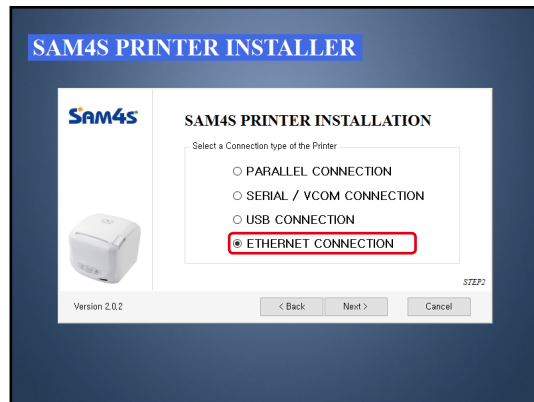 SAM4S PRINTER INSTALLER
SAM4S
SAM4S PRINTER INSTALLATION
Select a Connection type of the Printer
PARALLEL CONNECTION
SERIAL / VCOM CONNECTION
USB CONNECTION
ETHERNET CONNECTION
STEP2
Version 2,0,2
< Back
Next >
Cancel